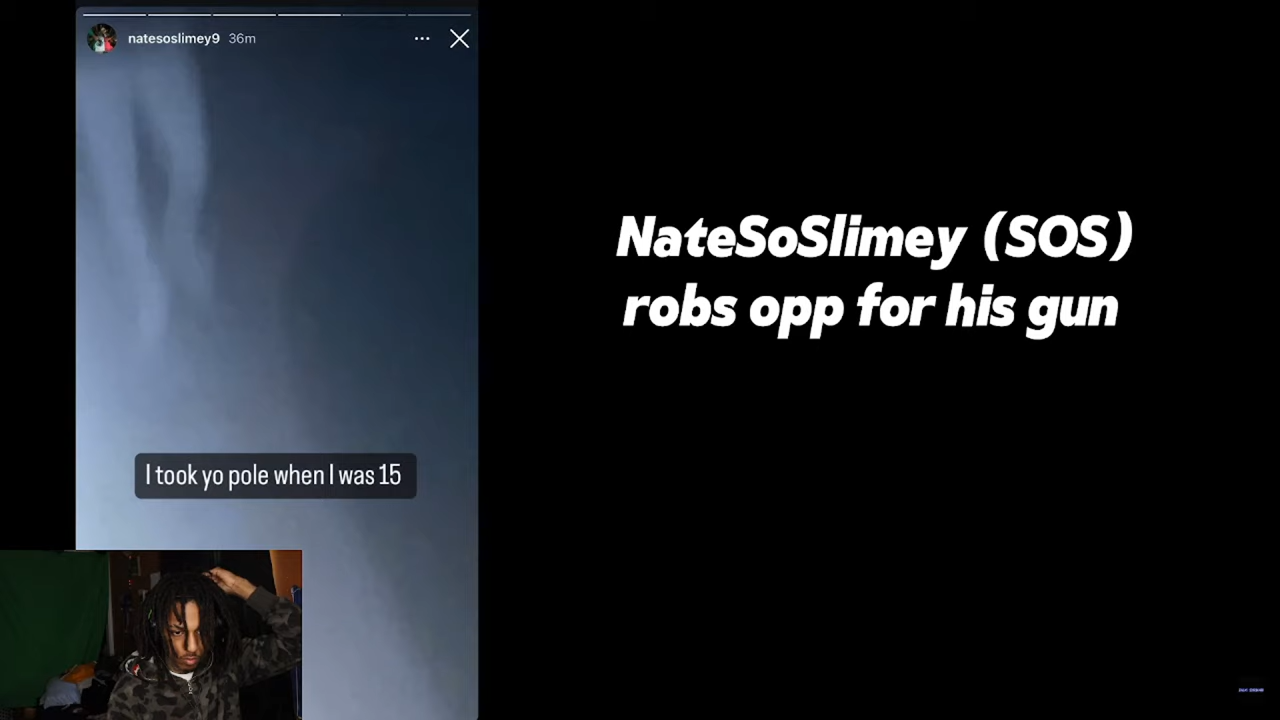 natesoslimey9 36m
NateSoSlimey (SOS)
robs opp for his gun
I took yo pole when I was 15